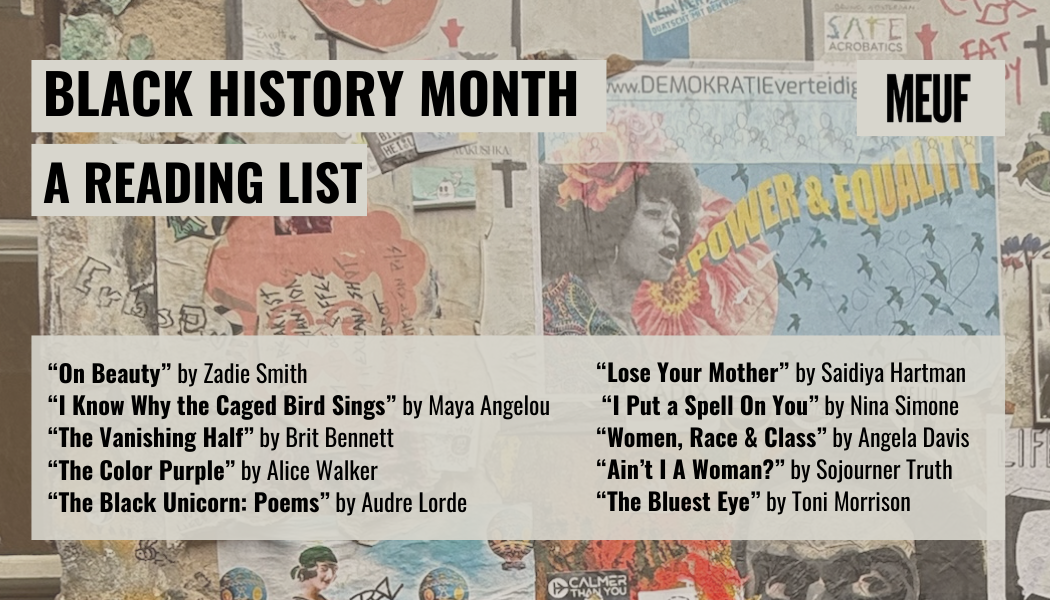 BLACK HISTORY MONTH
MEUF
A READING LIST
“On Beauty” by Zadie Smith
“I Know Why the Caged Bird Sings” by Maya Angelou
“The Vanishing Half” by Brit Bennett
“The Color Purple” by Alice Walker
“The Black Unicorn: Poems” by Audre Lorde
“Lose Your Mother” by Saidiya Hartman
“I Put a Spell On You” by Nina Simone
“Women, Race & Class” by Angela Davis
“Ain’t I A Woman?” by Sojourner Truth
“The Bluest Eye” by Toni Morrison
www.DEMOKRATIEverteidig
POWER & EQUALITY
SAFE
ACROBATICS
FAT
CALMER
THAN YOU